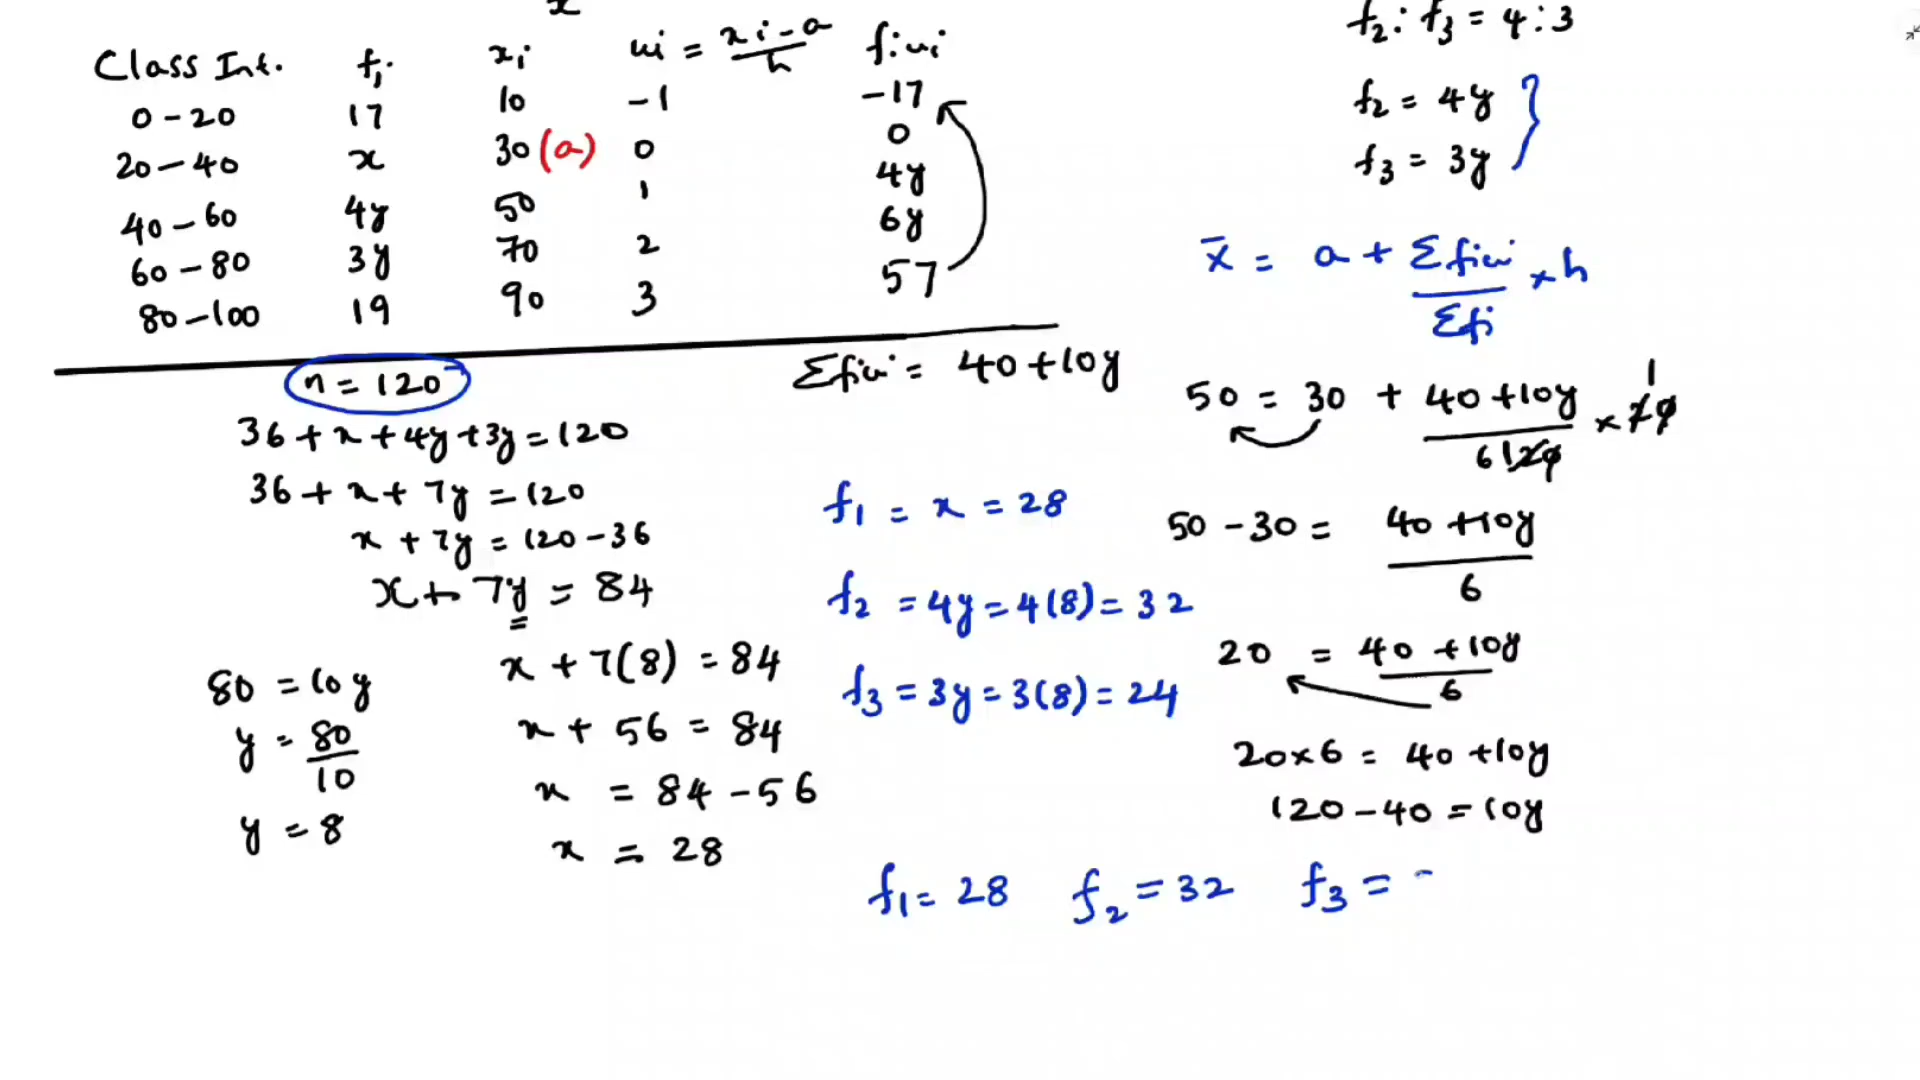 x
Class Int. fi xi ui = xi - a / h fiui
0 - 20 17 10 -1 -17
20 - 40 x 30 (a) 0 0
40 - 60 4y 50 1 4y
60 - 80 3y 70 2 6y
80 - 100 19 90 3 57
n = 120
Σfiui = 40 + 10y
36 + x + 4y + 3y = 120
36 + x + 7y = 120
x + 7y = 120 - 36
x + 7y = 84
80 = 10y
y = 80 / 10
y = 8
x + 7(8) = 84
x + 56 = 84
x = 84 - 56
x = 28
f1 = x = 28
f2 = 4y = 4(8) = 32
f3 = 3y = 3(8) = 24
f2 : f3 = 4 : 3
f2 = 4y
f3 = 3y
x̄ = a + Σfiui / Σfi × h
50 = 30 + 40 + 10y / 6 120 × 20 1
50 - 30 = 40 + 10y / 6
20 = 40 + 10y / 6
20 × 6 = 40 + 10y
120 - 40 = 10y
f1 = 28 f2 = 32 f3 =